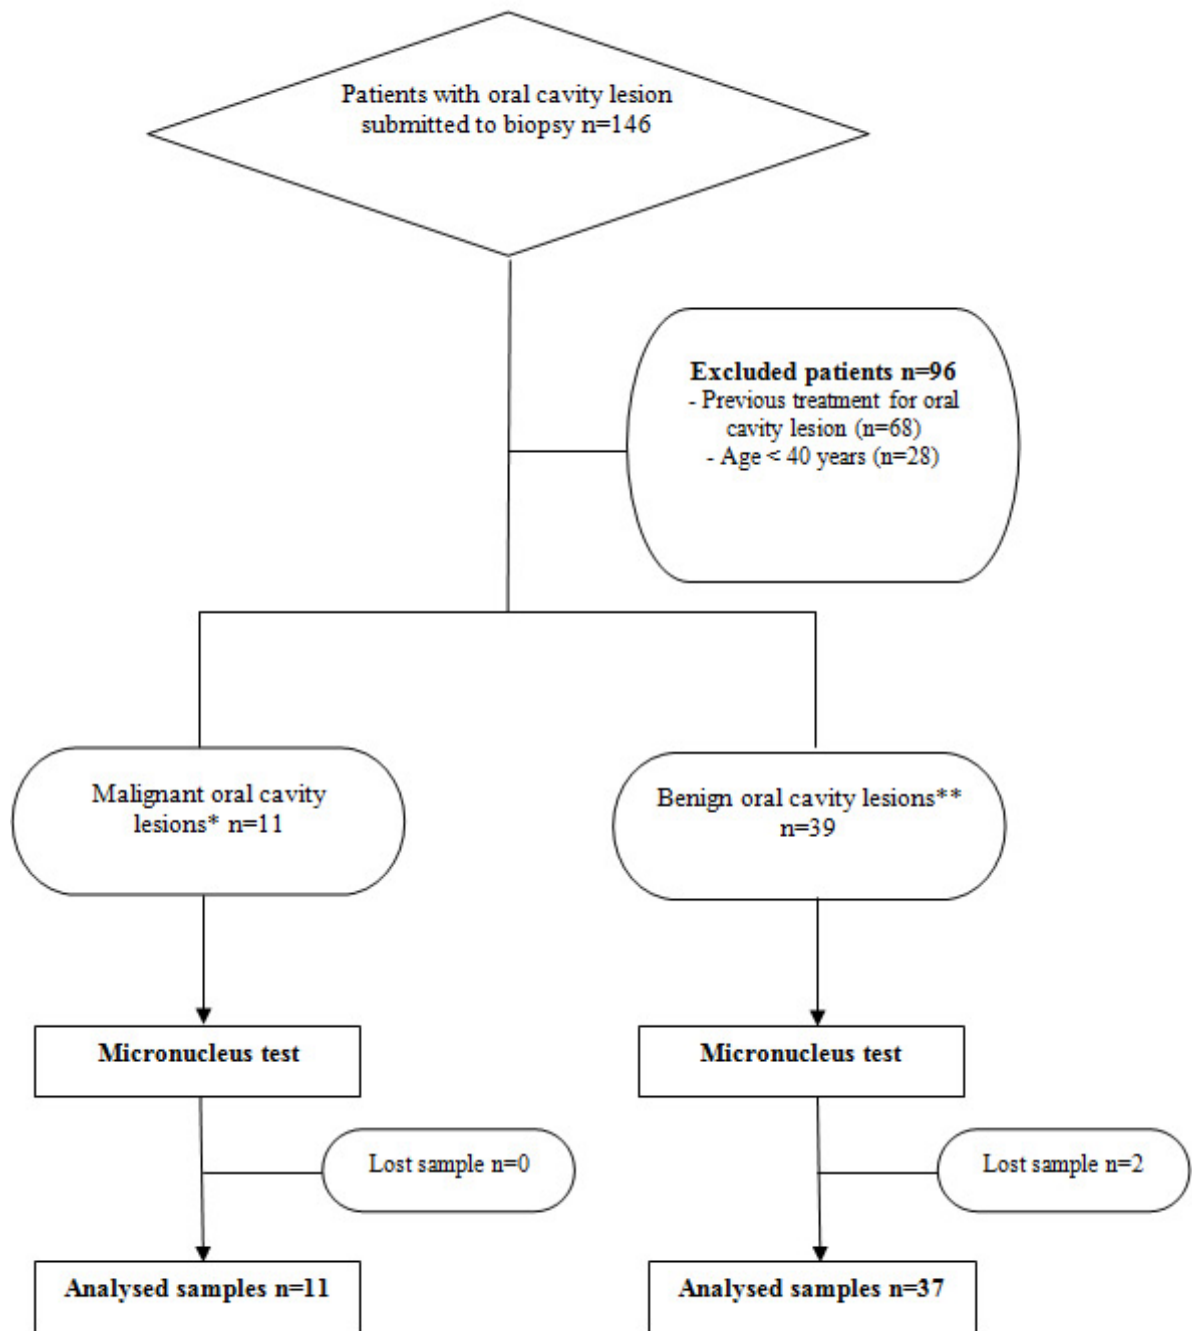 Patients with oral cavity lesion
submitted to biopsy n=146
Excluded patients n=96
- Previous treatment for oral
cavity lesion (n=68)
- Age < 40 years (n=28)
Malignant oral cavity
lesions* n=11
Benign oral cavity lesions**
n=39
Micronucleus test
Micronucleus test
Lost sample n=0
Lost sample n=2
Analysed samples n=11
Analysed samples n=37